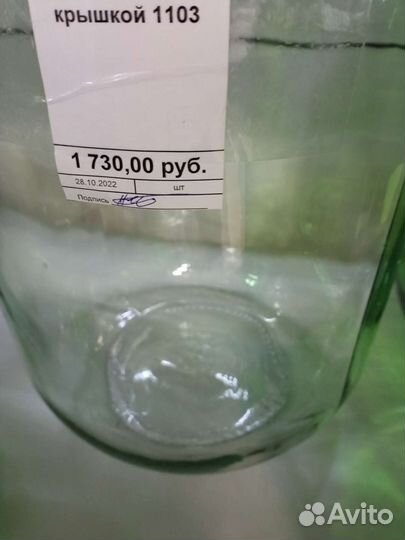 крышкой 1103
1 730,00 руб.
28.10.2022 шт
Подпись
Avito